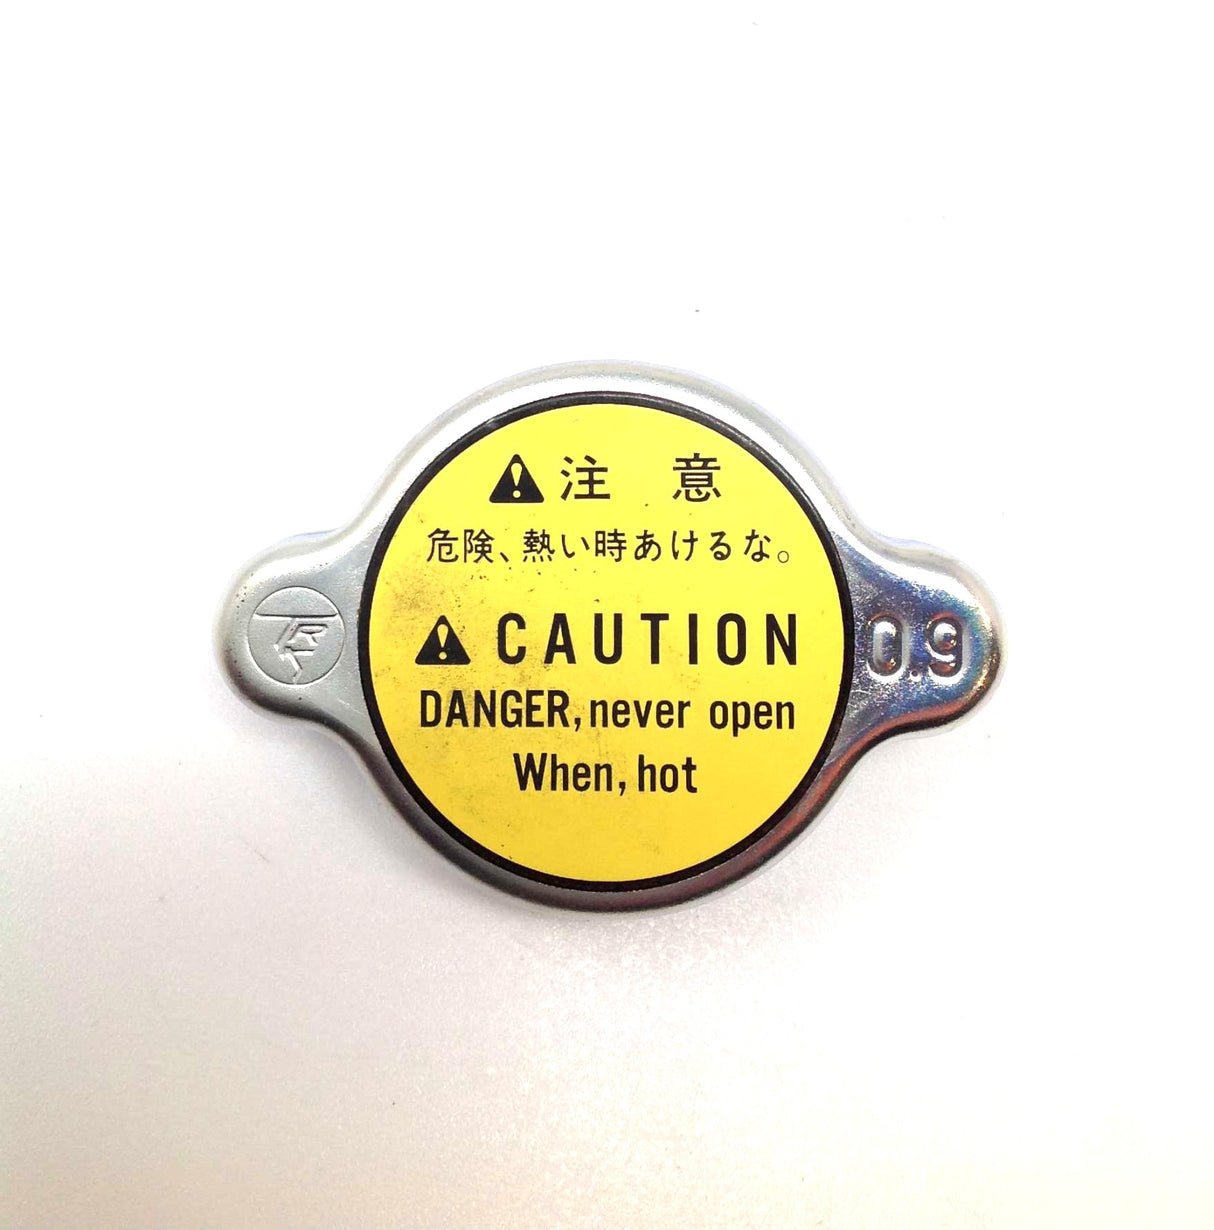 注 意
危険、熱い時あけるな。
CAUTION
DANGER, never open
When, hot
0.9